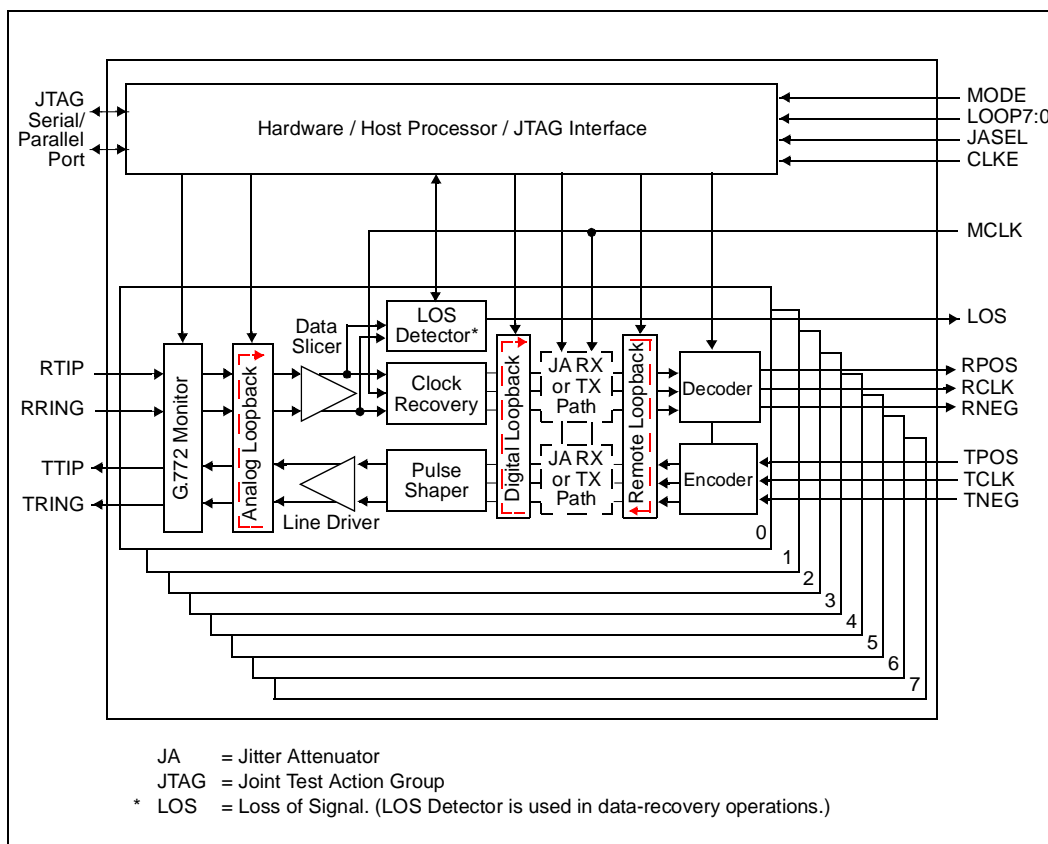 JTAG
Serial/
Parallel
Port
Hardware / Host Processor / JTAG Interface
MODE
LOOP7:0
JASEL
CLKE
MCLK
LOS
RTIP
RRING
TTIP
TRING
G.772 Monitor
Analog Loopback
Data
Slicer
Line Driver
LOS
Detector*
Clock
Recovery
Pulse
Shaper
Digital Loopback
JA RX
or TX
Path
JA RX
or TX
Path
Remote Loopback
Decoder
Encoder
RPOS
RCLK
RNEG
TPOS
TCLK
TNEG
0
1
2
3
4
5
6
7
JA = Jitter Attenuator
JTAG = Joint Test Action Group
* LOS = Loss of Signal. (LOS Detector is used in data-recovery operations.)